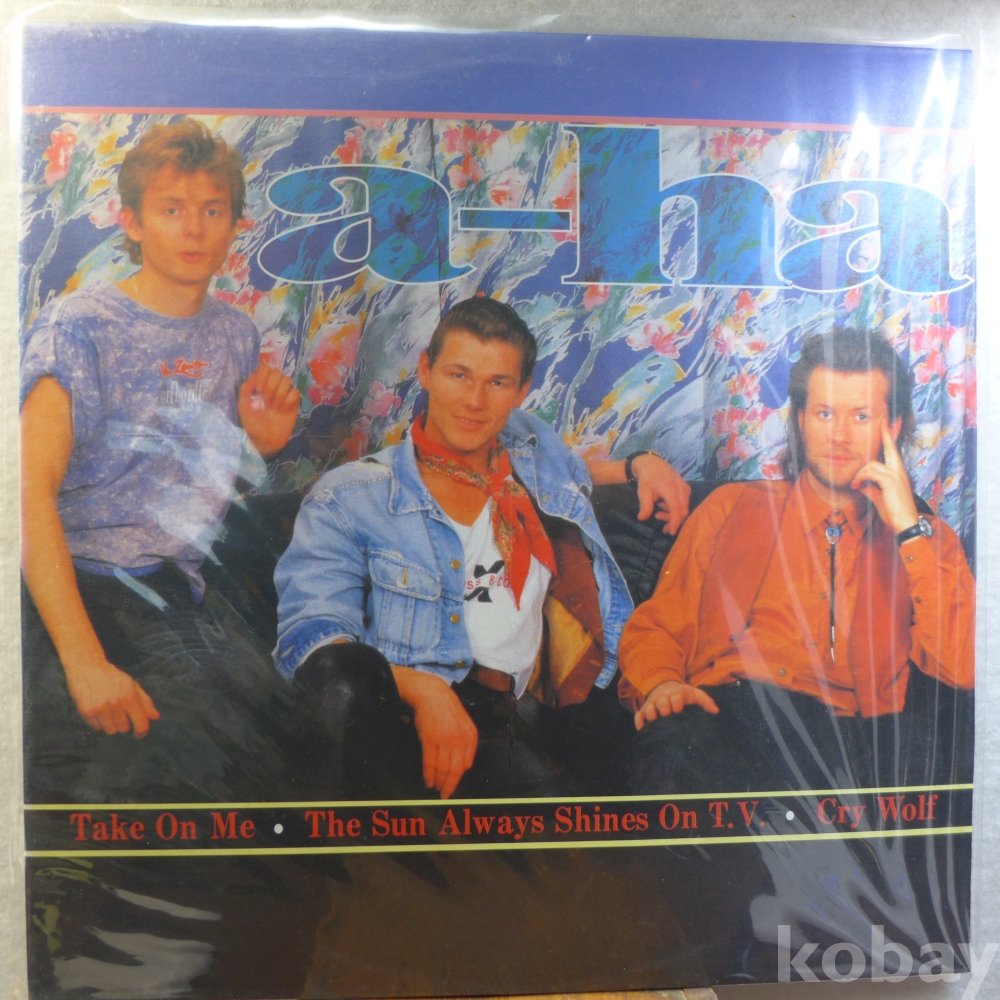 a-ha
Take On Me • The Sun Always Shines On T.V. • Cry Wolf
kobay